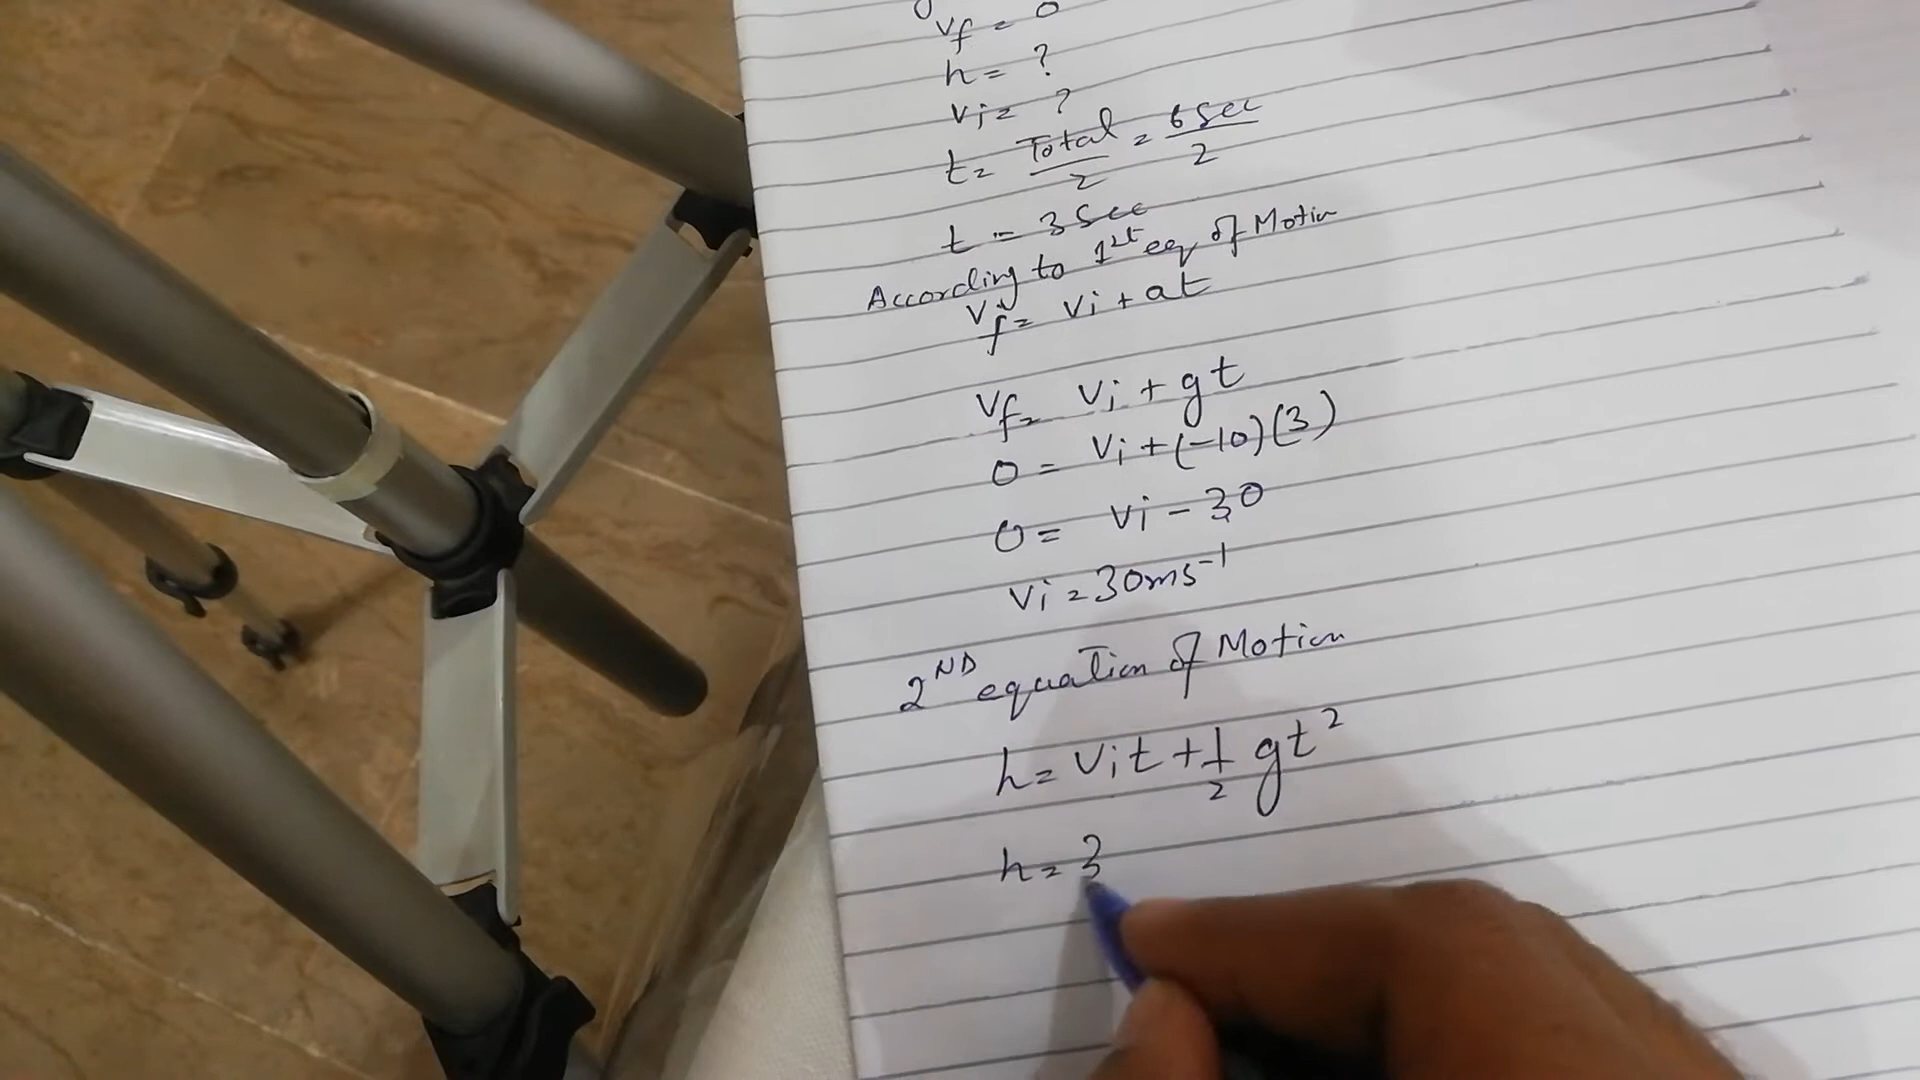 vf = 0
h = ?
vi = ?
t = Total/2 = 6 sec/2
t = 3 sec
According to 1st eq of Motion
vf = vi + at
vf = vi + gt
0 = vi + (-10)(3)
0 = vi - 30
vi = 30ms⁻¹
2ND equation of Motion
h = vit + 1/2 gt²
h = 3